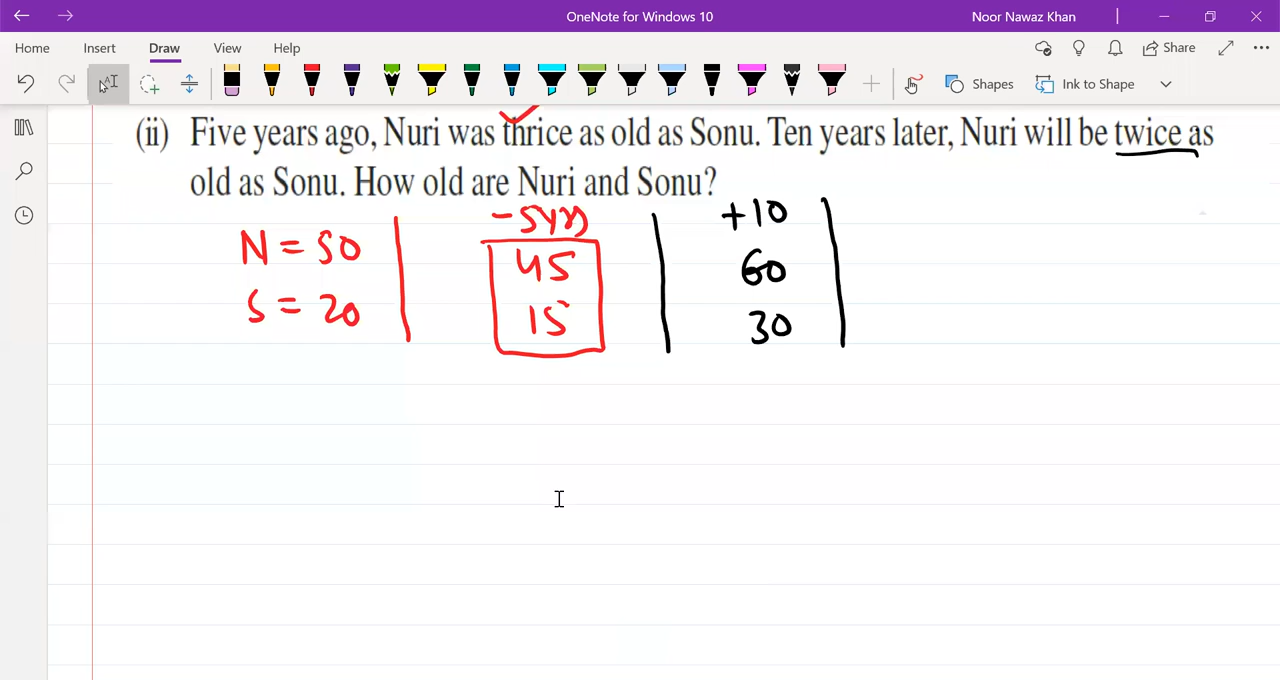 OneNote for Windows 10
Noor Nawaz Khan
Home Insert Draw View Help
Share
Shapes
Ink to Shape
(ii) Five years ago, Nuri was thrice as old as Sonu. Ten years later, Nuri will be twice as
old as Sonu. How old are Nuri and Sonu?
-5yrs
+10
N = 50
45
60
S = 20
15
30